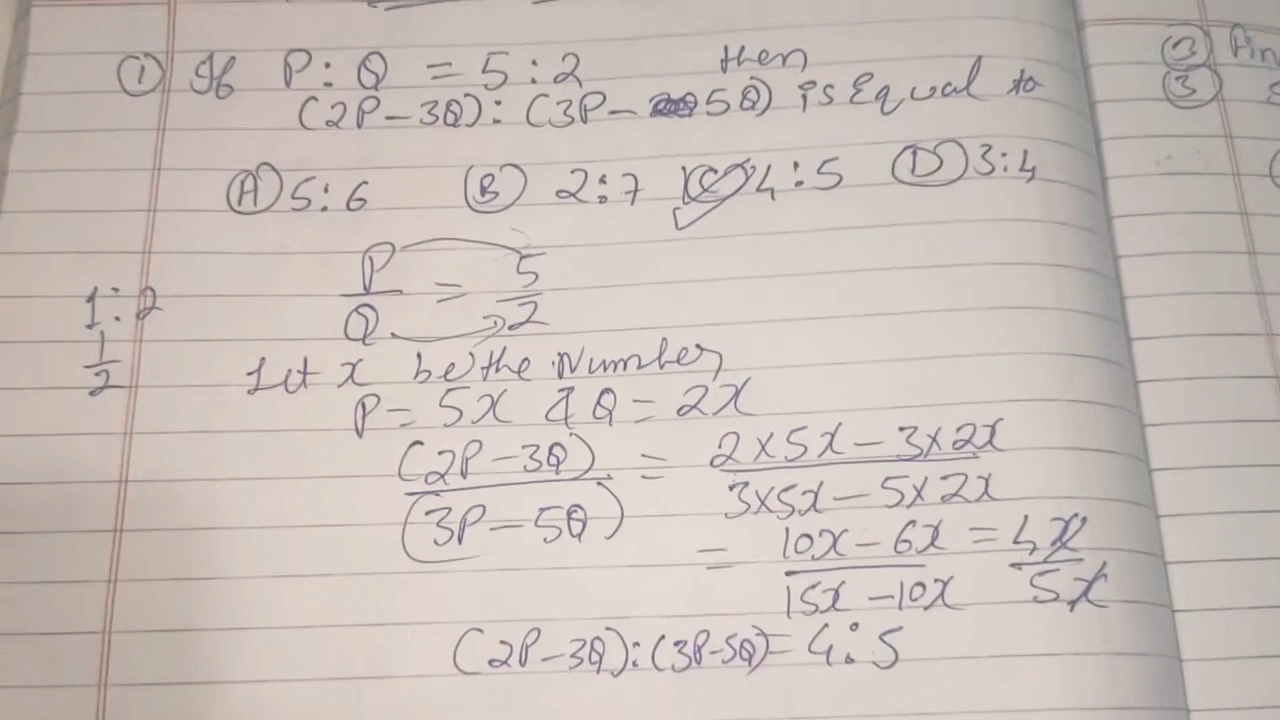 ① If P : Q = 5 : 2 then
(2P - 3Q) : (3P - 5Q) is Equal to
(A) 5 : 6 (B) 2 : 7 (C) 4 : 5 (D) 3 : 4
P/Q = 5/2
1 : 2
1/2
Let x be the Number
P = 5x & Q = 2x
(2P - 3Q)/(3P - 5Q) = 2×5x - 3×2x/3×5x - 5×2x
= 10x - 6x/15x - 10x = 4x/5x
(2P - 3Q) : (3P - 5Q) = 4 : 5
③
③